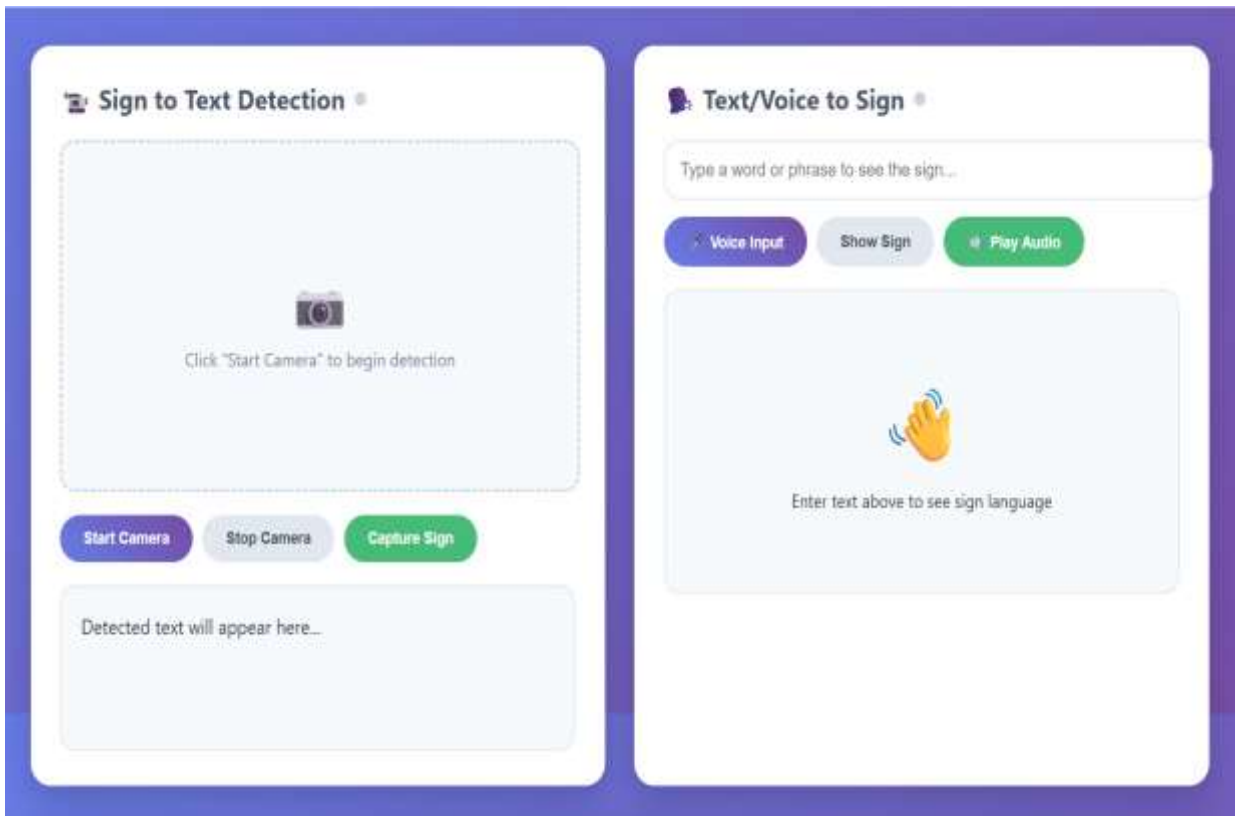 Sign to Text Detection
Click "Start Camera" to begin detection
Start Camera
Stop Camera
Capture Sign
Detected text will appear here...
Text/Voice to Sign
Type a word or phrase to see the sign...
Voice Input
Show Sign
Play Audio
Enter text above to see sign language